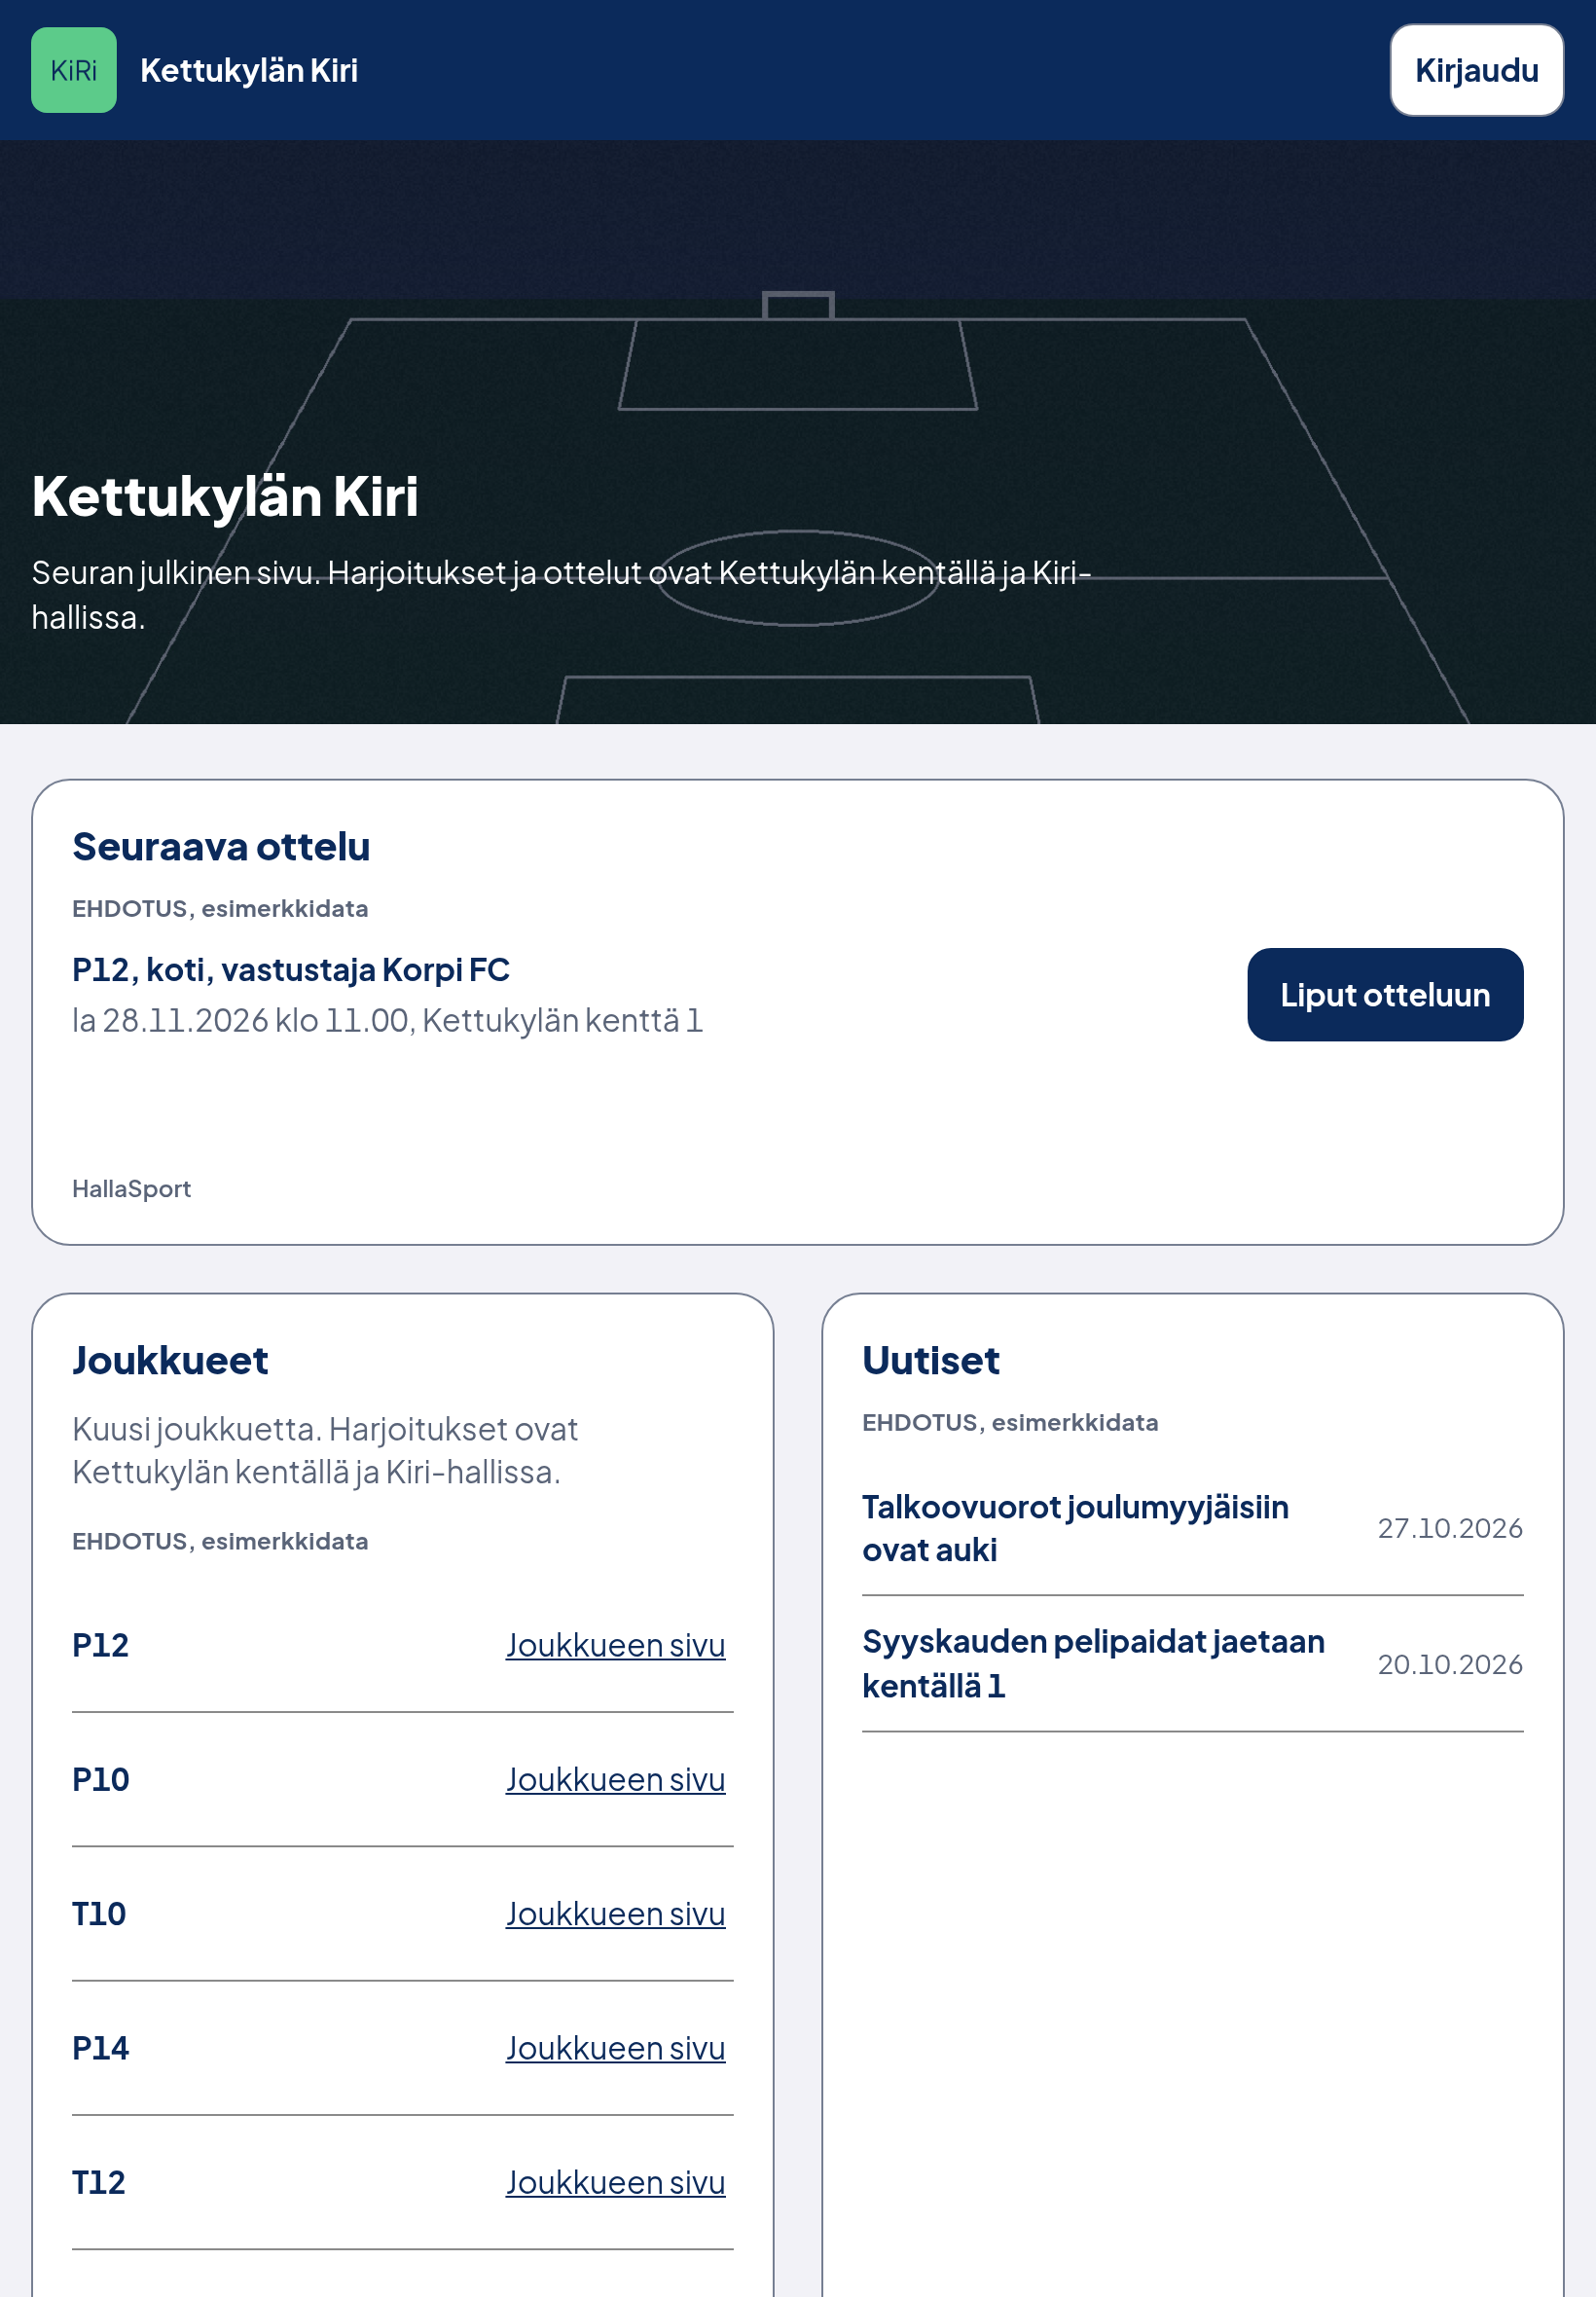 KiRi
Kettukylän Kiri
Kirjaudu
Kettukylän Kiri
Seuran julkinen sivu. Harjoitukset ja ottelut ovat Kettukylän kentällä ja Kiri-
hallissa.
Seuraava ottelu
EHDOTUS, esimerkkidata
P12, koti, vastustaja Korpi FC
la 28.11.2026 klo 11.00, Kettukylän kenttä 1
Liput otteluun
HallaSport
Joukkueet
Kuusi joukkuetta. Harjoitukset ovat
Kettukylän kentällä ja Kiri-hallissa.
EHDOTUS, esimerkkidata
P12
Joukkueen sivu
P10
Joukkueen sivu
T10
Joukkueen sivu
P14
Joukkueen sivu
T12
Joukkueen sivu
Uutiset
EHDOTUS, esimerkkidata
Talkoovuorot joulumyyjäisiin
ovat auki
27.10.2026
Syyskauden pelipaidat jaetaan
kentällä 1
20.10.2026